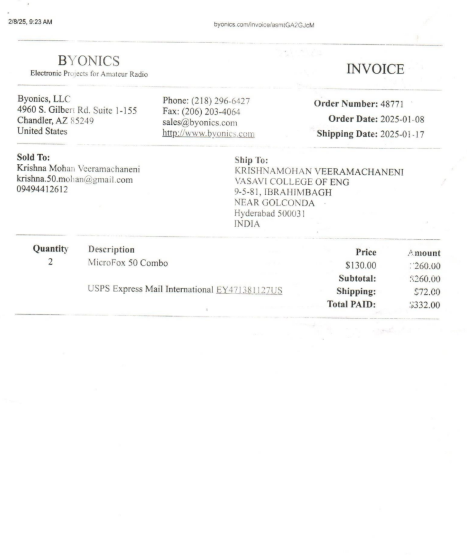 2/8/25, 9:23 AM
BYONICS
Electronic Projects for Amateur Radio
INVOICE
Byonics, LLC
4960 S. Gilbert Rd. Suite 1-155
Chandler, AZ 85249
United States
Phone: (218) 296-6427
Fax: (206) 203-4064
sales@byonics.com
http://www.byonics.com
Order Number: 48771
Order Date: 2025-01-08
Shipping Date: 2025-01-17
Sold To:
Krishna Mohan Veeramachaneni
krishna.50.mohan@gmail.com
09494412612
Ship To:
KRISHNAMOHAN VEERAMACHANENI
VASAVI COLLEGE OF ENG
9-5-81, IBRAHIMBAGH
NEAR GOLCONDA
Hyderabad 500031
INDIA
Quantity Description Price Amount
2 MicroFox 50 Combo $130.00 $260.00
Subtotal: $260.00
USPS Express Mail International EY471381127US Shipping: $72.00
Total PAID: $332.00